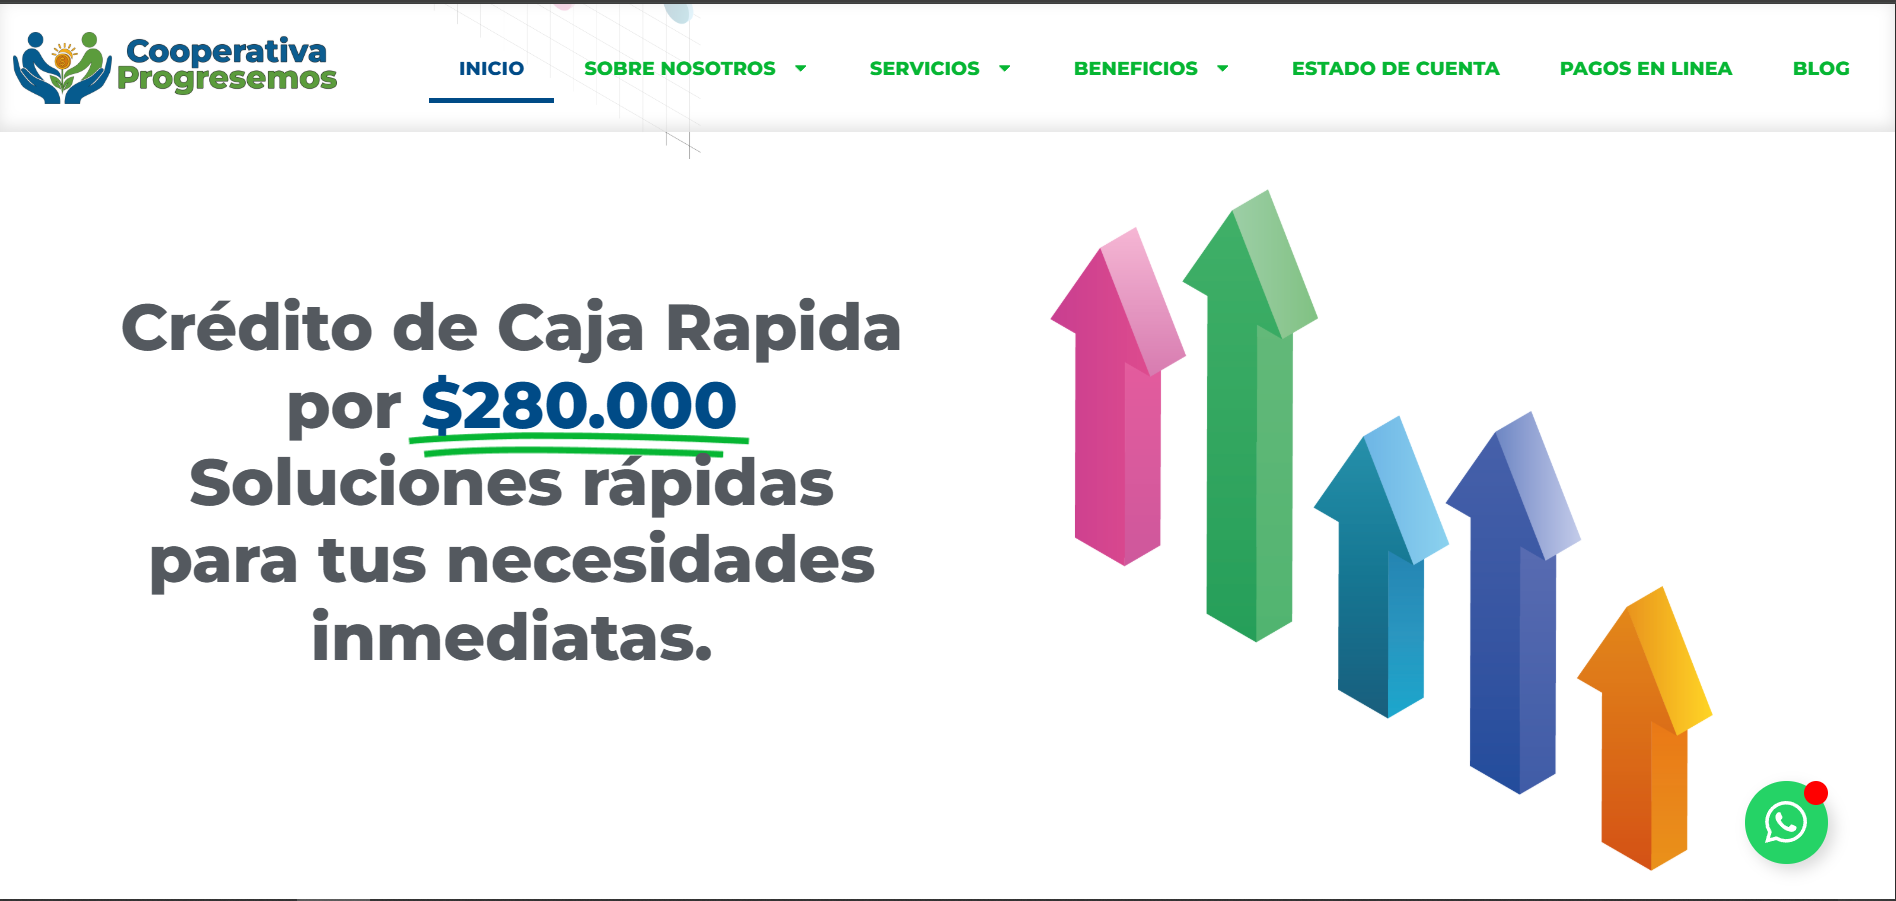 Cooperativa
Progresemos
INICIO
SOBRE NOSOTROS
SERVICIOS
BENEFICIOS
ESTADO DE CUENTA
PAGOS EN LINEA
BLOG
Crédito de Caja Rapida
por $280.000
Soluciones rápidas
para tus necesidades
inmediatas.